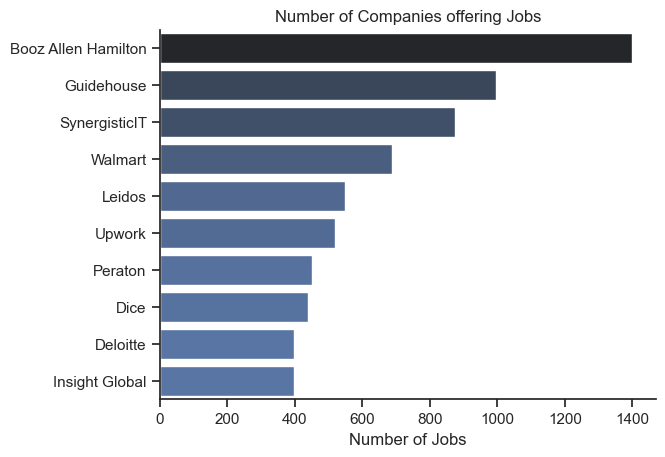 Number of Companies offering Jobs
Booz Allen Hamilton
Guidehouse
SynergisticIT
Walmart
Leidos
Upwork
Peraton
Dice
Deloitte
Insight Global
0 200 400 600 800 1000 1200 1400
Number of Jobs